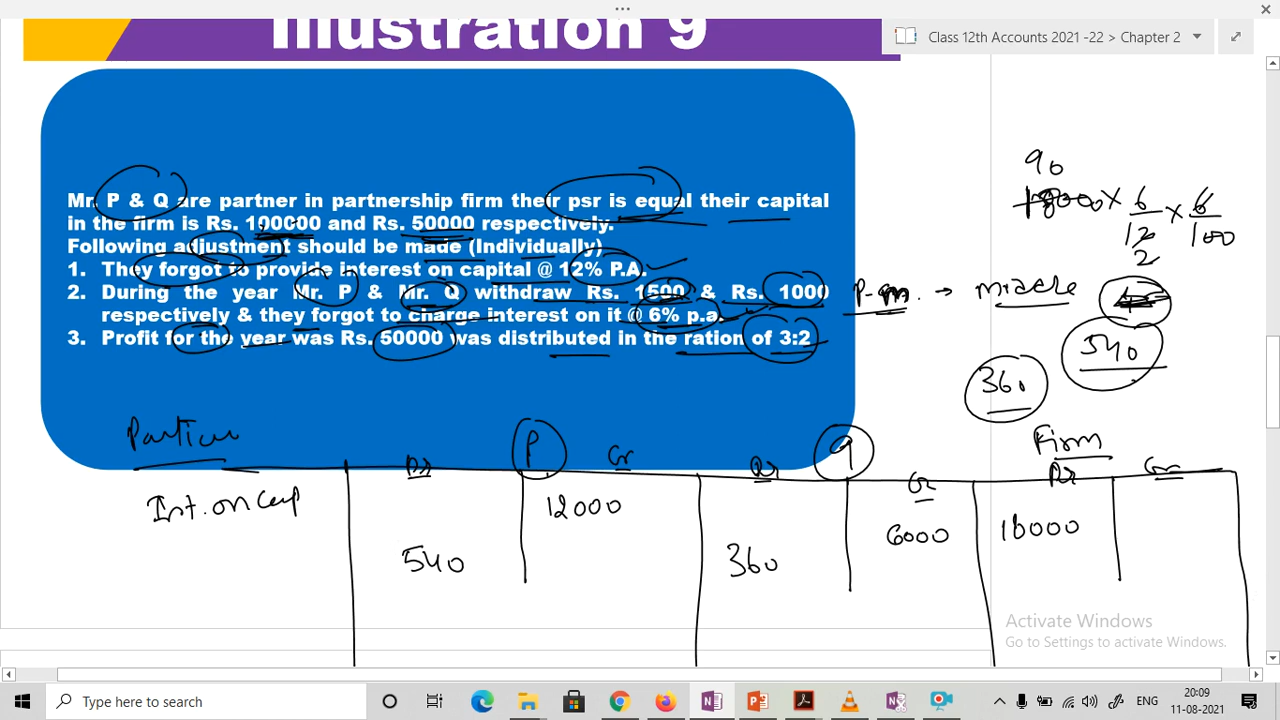 Illustration 9
Class 12th Accounts 2021 -22 > Chapter 2
Mr. P & Q are partner in partnership firm their psr is equal their capital
in the firm is Rs. 100000 and Rs. 50000 respectively.
Following adjustment should be made (Individually)
1. They forgot to provide interest on capital @ 12% P.A.
2. During the year Mr. P & Mr. Q withdraw Rs. 1500 & Rs. 1000
respectively & they forgot to charge interest on it @ 6% p.a.
3. Profit for the year was Rs. 50000 was distributed in the ration of 3:2
90
18000 × 6/12 × 6/100
2
P.m. → middle
540
360
Particu P q Firm
Dr Cr Dr Cr Dr Cr
Int. on Cap 12000 6000 18000
540 360
Activate Windows
Go to Settings to activate Windows.
Type here to search
20:09
11-08-2021